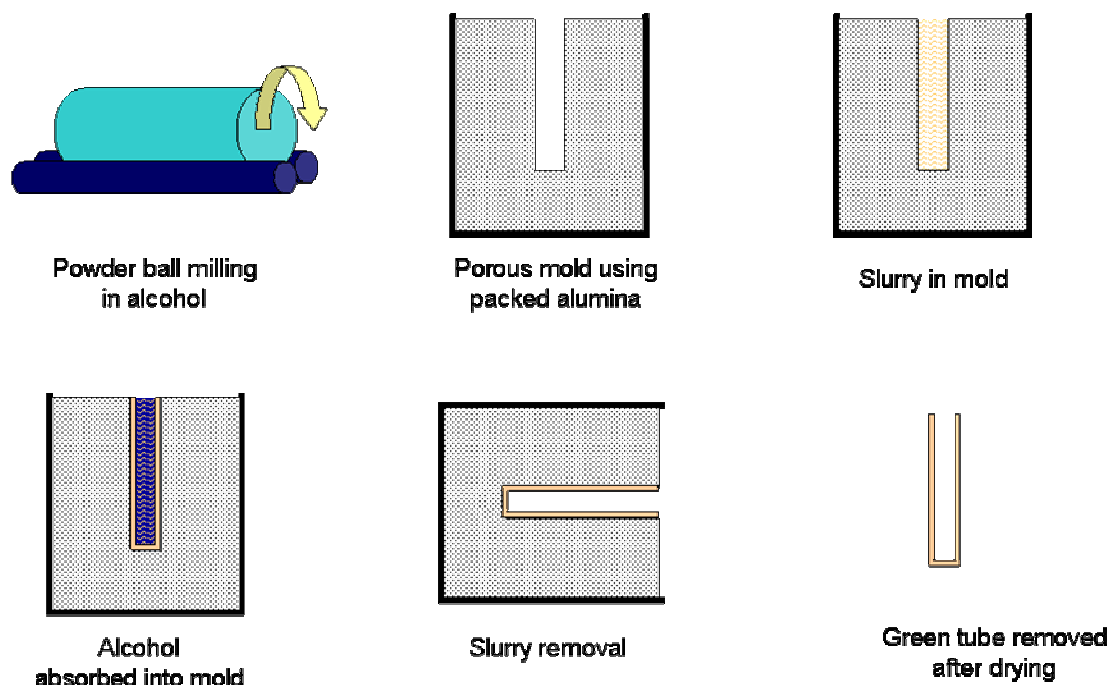 Powder ball milling
in alcohol
Porous mold using
packed alumina
Slurry in mold
Alcohol
absorbed into mold
Slurry removal
Green tube removed
after drying